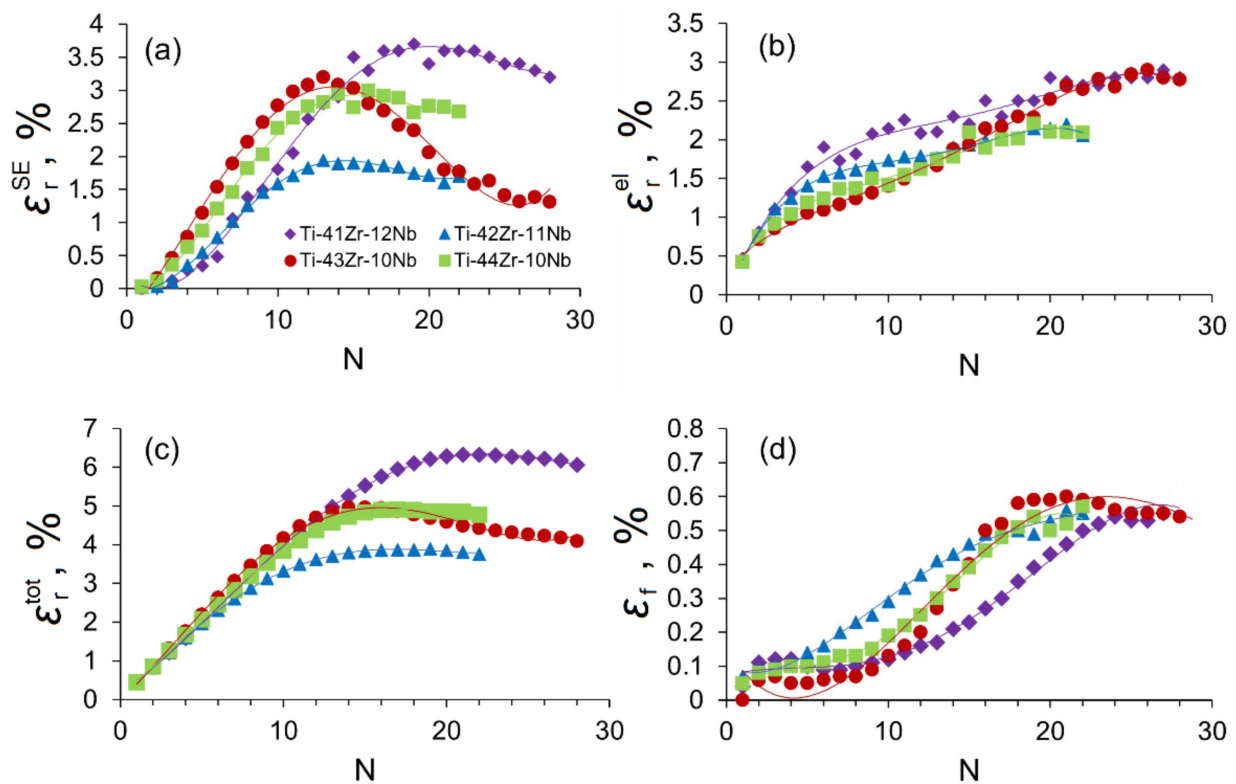 (a)
ε_r^SE, %
4
3.5
3
2.5
2
1.5
1
0.5
0
0 10 20 30
N
Ti-41Zr-12Nb Ti-42Zr-11Nb
Ti-43Zr-10Nb Ti-44Zr-10Nb
(b)
ε_r^el, %
3.5
3
2.5
2
1.5
1
0.5
0
0 10 20 30
N
(c)
ε_r^tot, %
7
6
5
4
3
2
1
0
0 10 20 30
N
(d)
ε_f, %
0.8
0.7
0.6
0.5
0.4
0.3
0.2
0.1
0
0 10 20 30
N